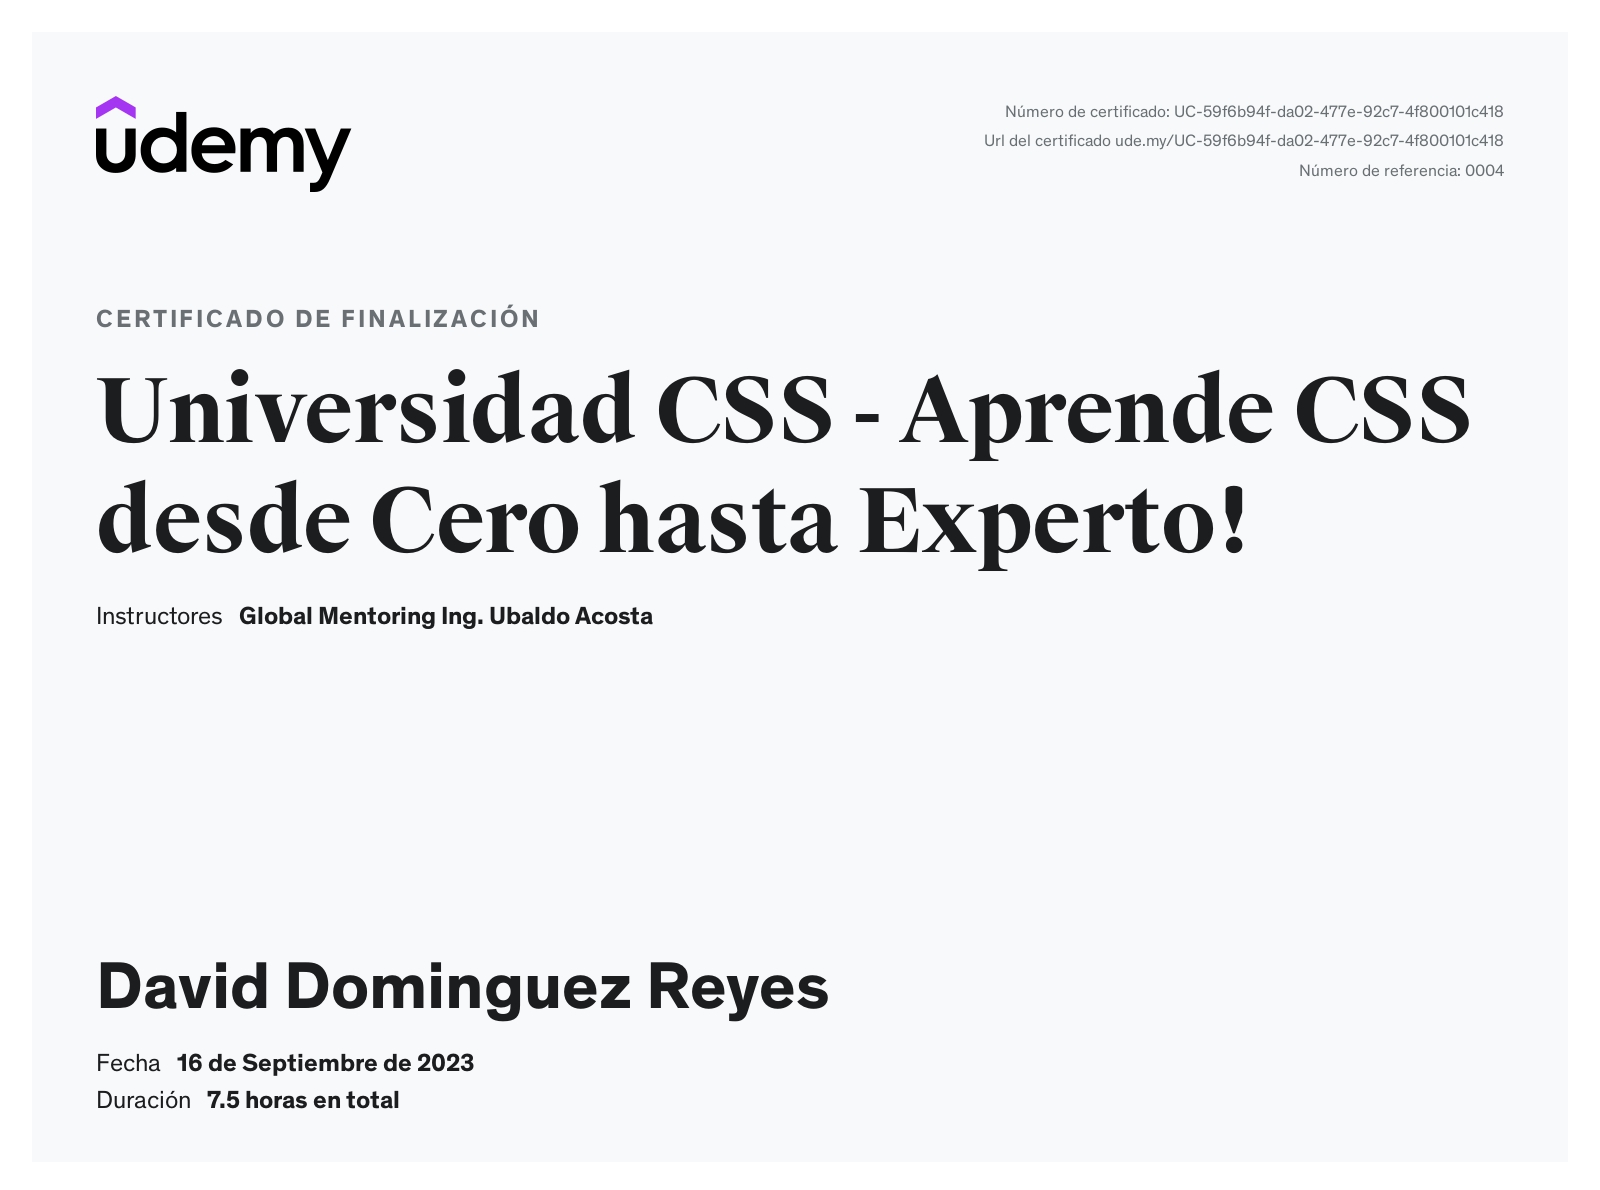 udemy
Número de certificado: UC-59f6b94f-da02-477e-92c7-4f800101c418
Url del certificado ude.my/UC-59f6b94f-da02-477e-92c7-4f800101c418
Número de referencia: 0004
CERTIFICADO DE FINALIZACIÓN
Universidad CSS - Aprende CSS
desde Cero hasta Experto!
Instructores Global Mentoring Ing. Ubaldo Acosta
David Dominguez Reyes
Fecha 16 de Septiembre de 2023
Duración 7.5 horas en total